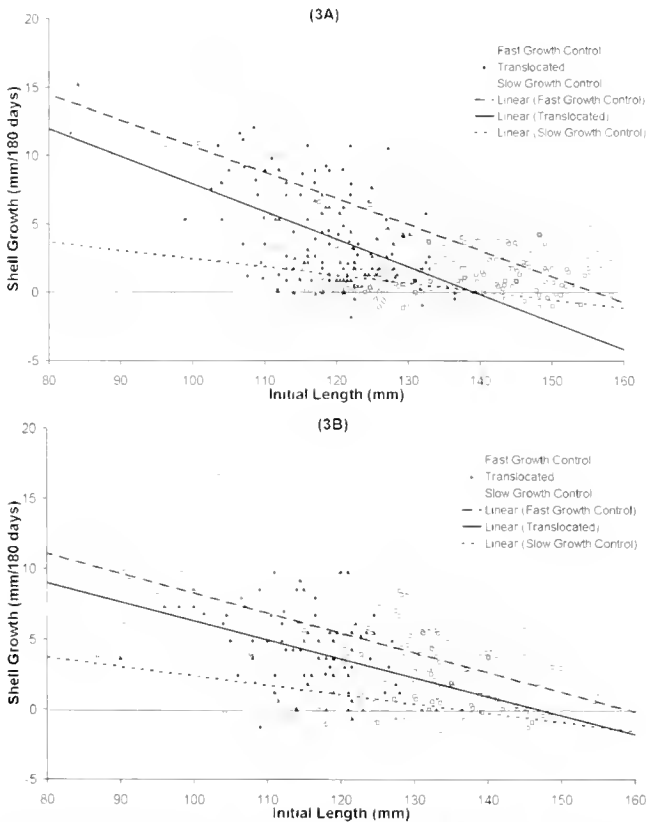 (3A)
Fast Growth Control
Translocated
Slow Growth Control
Linear (Fast Growth Control)
Linear (Translocated)
Linear (Slow Growth Control)
Shell Growth (mm/180 days)
20
15
10
5
0
-5
80 90 100 110 120 130 140 150 160
Initial Length (mm)
(3B)
Fast Growth Control
Translocated
Slow Growth Control
Linear (Fast Growth Control)
Linear (Translocated)
Linear (Slow Growth Control)
Shell Growth (mm/180 days)
20
15
10
5
0
-5
80 90 100 110 120 130 140 150 160
Initial Length (mm)